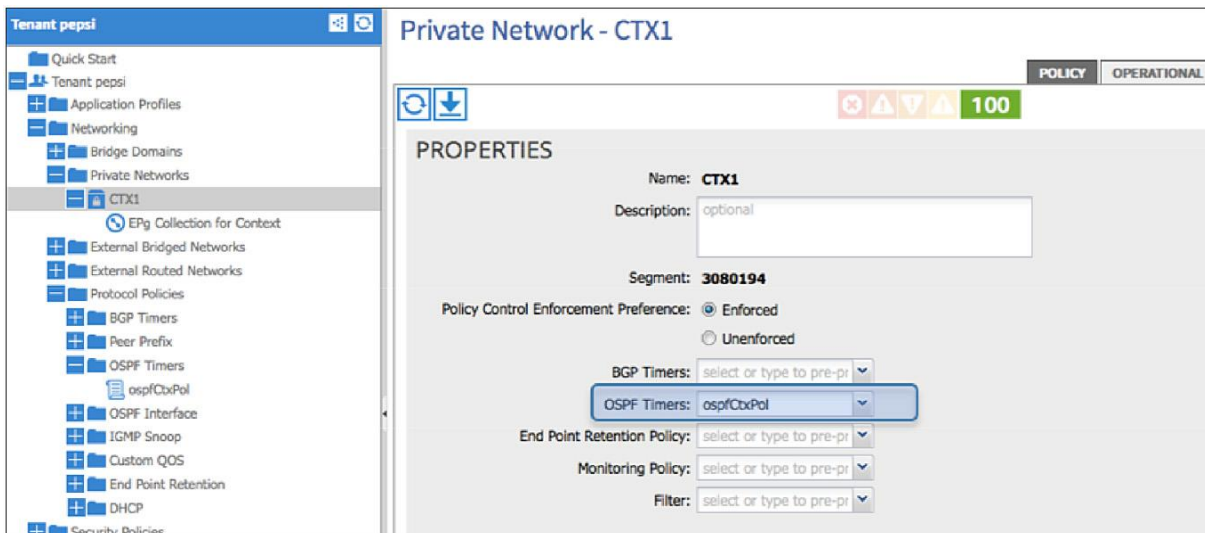 Tenant pepsi
Quick Start
Tenant pepsi
Application Profiles
Networking
Bridge Domains
Private Networks
CTX1
EPg Collection for Context
External Bridged Networks
External Routed Networks
Protocol Policies
BGP Timers
Peer Prefix
OSPF Timers
ospfCtxPol
OSPF Interface
IGMP Snoop
Custom QOS
End Point Retention
DHCP
Security Policies
Private Network - CTX1
POLICY OPERATIONAL
100
PROPERTIES
Name: CTX1
Description: optional
Segment: 3080194
Policy Control Enforcement Preference: Enforced
Unenforced
BGP Timers: select or type to pre-pr
OSPF Timers: ospfCtxPol
End Point Retention Policy: select or type to pre-pr
Monitoring Policy: select or type to pre-pr
Filter: select or type to pre-pr